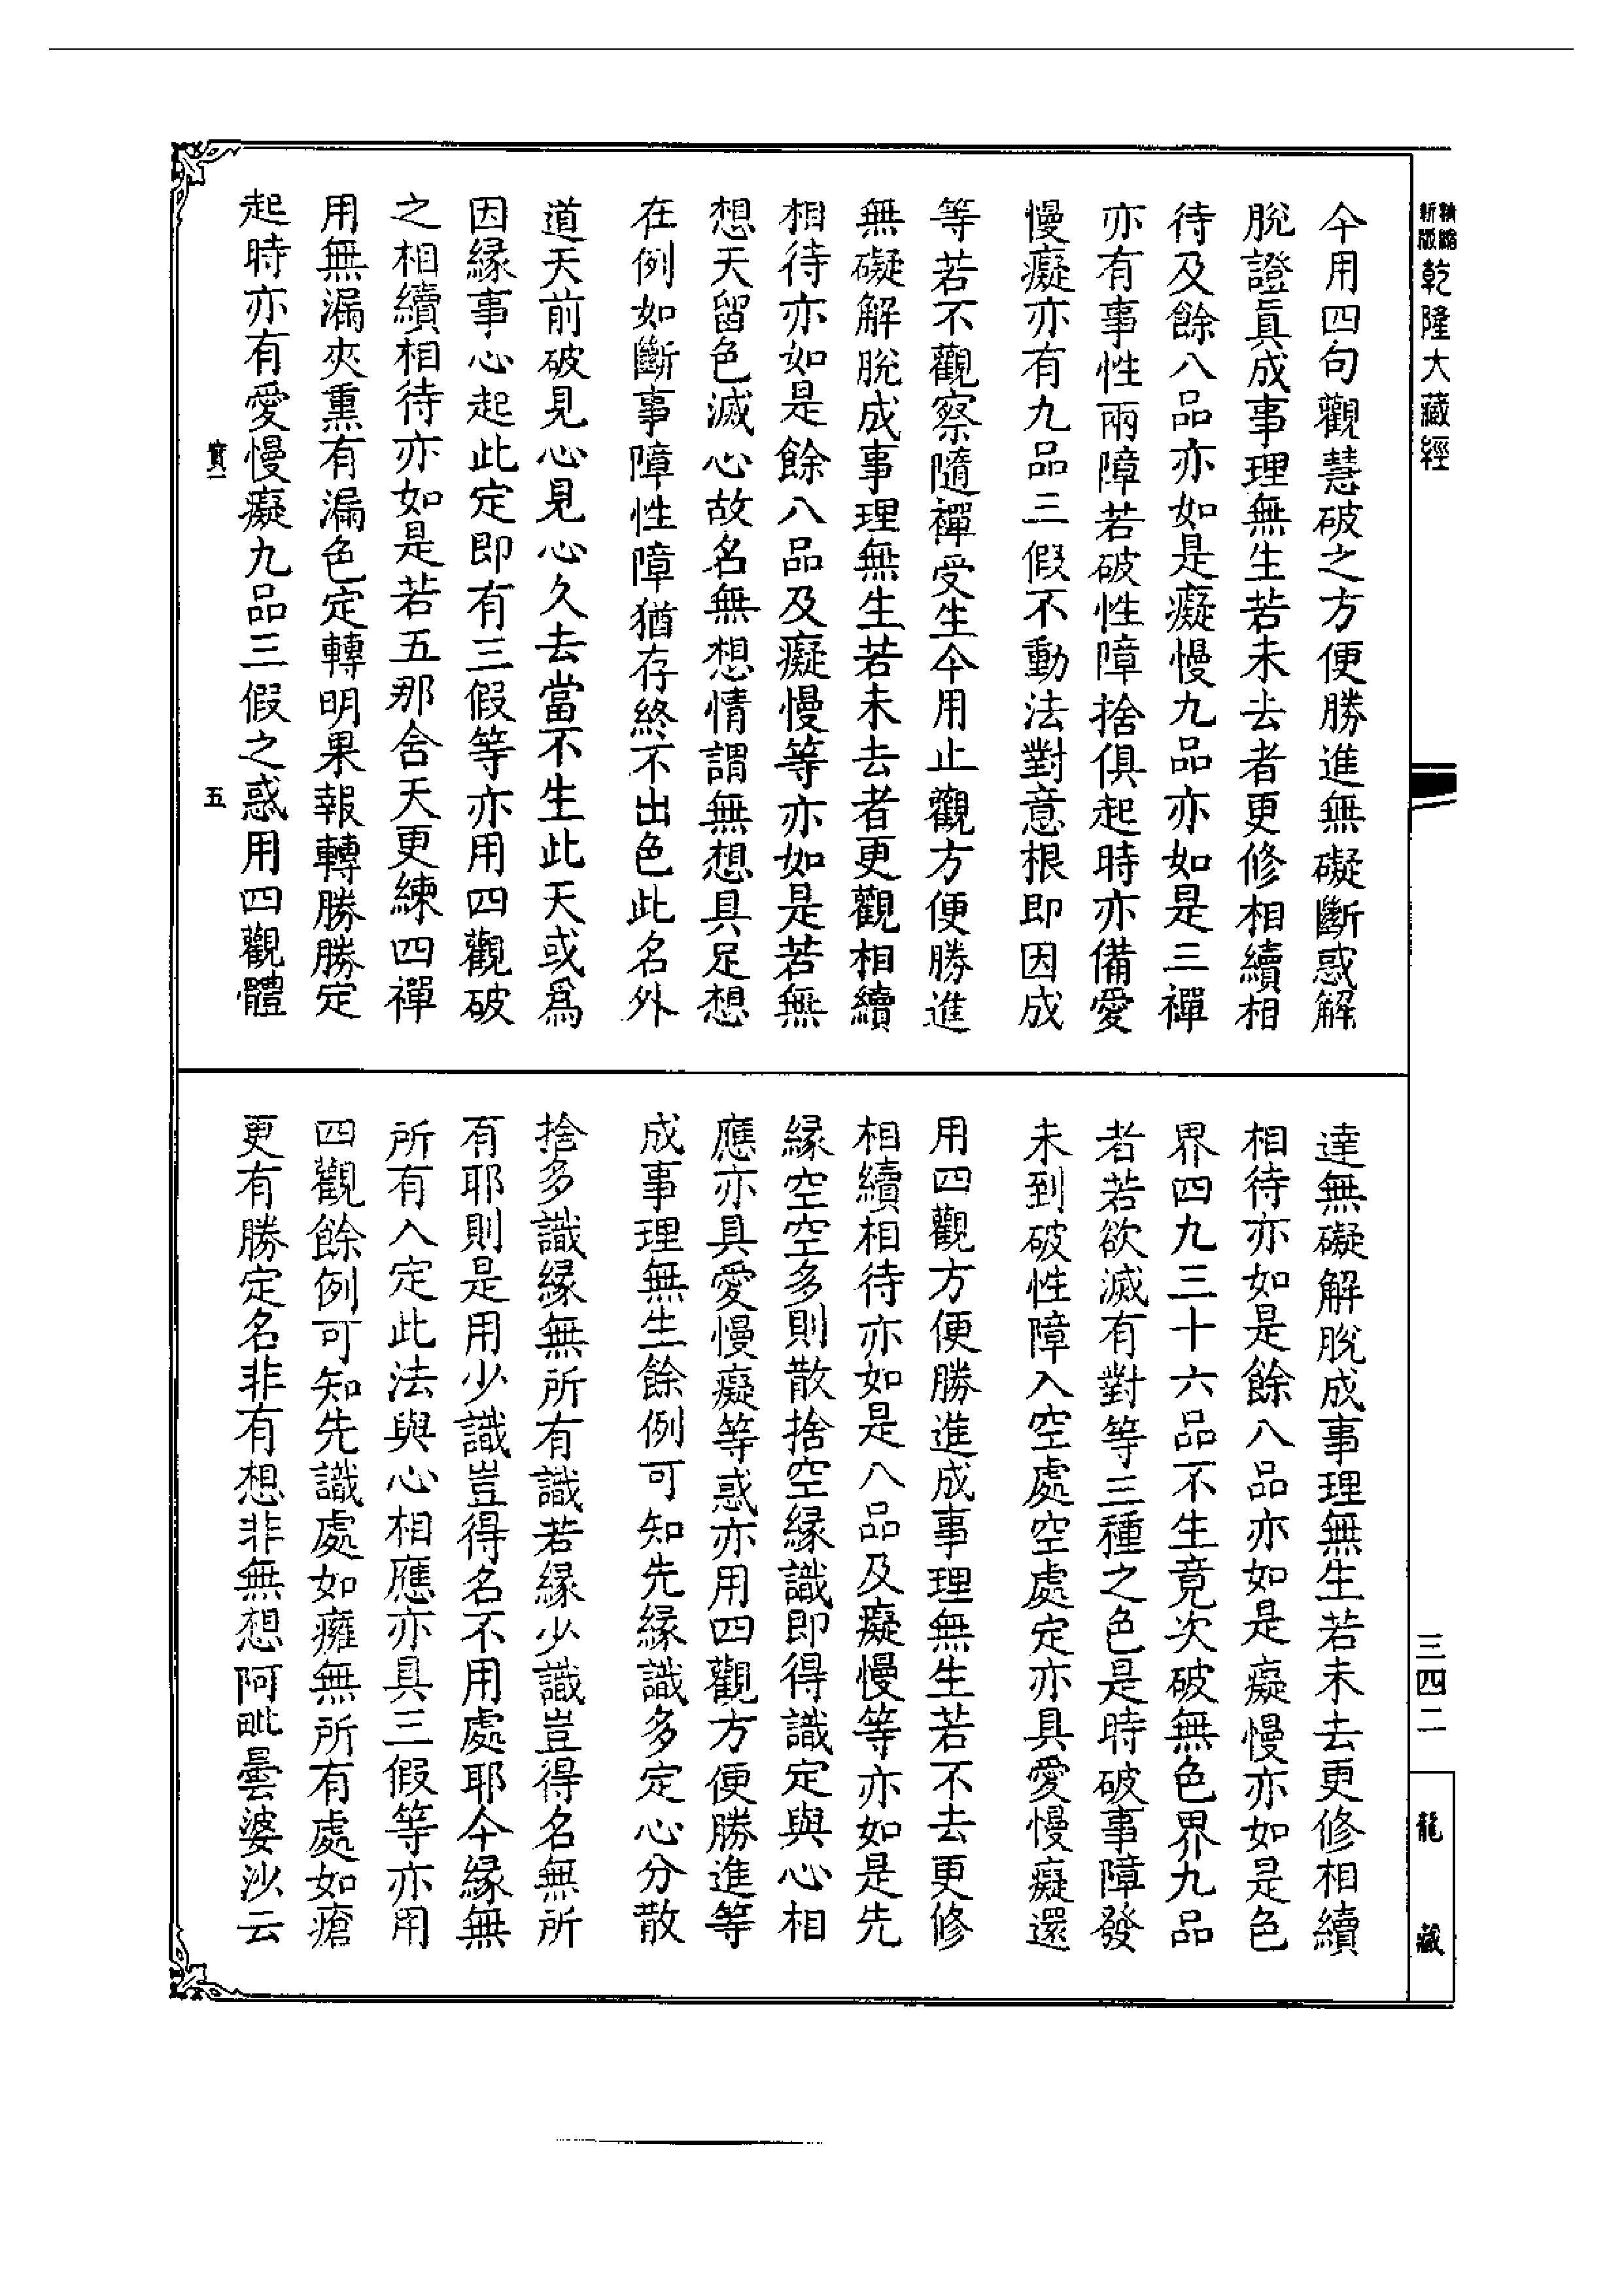 新版 精縮 乾隆大藏經
今用四句觀慧破之方便勝進無礙斷惑解
脫證眞成事理無生若未去者更修相續相
待及餘八品亦如是癡慢九品亦如是三禪
亦有事性兩障若破性障捨俱起時亦備愛
慢癡亦有九品三假不動法對意根即因成
等若不觀察隨禪受生今用止觀方便勝進
無礙解脫成事理無生若未去者更觀相續
相待亦如是餘八品及癡慢等亦如是若無
想天留色滅心故名無想情謂無想具足想
在例如斷事障性障猶存終不出色此名外
道天前破見心見心久去當不生此天或爲
因緣事心起此定即有三假等亦用四觀破
之相續相待亦如是若五那含天更練四禪
用無漏夾熏有漏色定轉明果報轉勝勝定
起時亦有愛慢癡九品三假之惑用四觀體
五
達無礙解脫成事理無生若未去更修相續
相待亦如是餘八品亦如是癡慢亦如是色
界四九三十六品不生竟次破無色界九品
者若欲滅有對等三種之色是時破事障發
未到破性障入空處空處定亦具愛慢癡還
用四觀方便勝進成事理無生若不去更修
相續相待亦如是八品及癡慢等亦如是先
緣空空多則散捨空緣識即得識定與心相
應亦具愛慢癡等惑亦用四觀方便勝進等
成事理無生餘例可知先緣識多定心分散
捨多識緣無所有識若緣少識豈得名無所
有耶則是用少識豈得名不用處耶今緣無
所有入定此法與心相應亦具三假等亦用
四觀餘例可知先識處如癰無所有處如瘡
更有勝定名非有想非無想阿毗曇婆沙云
三四二
龍藏